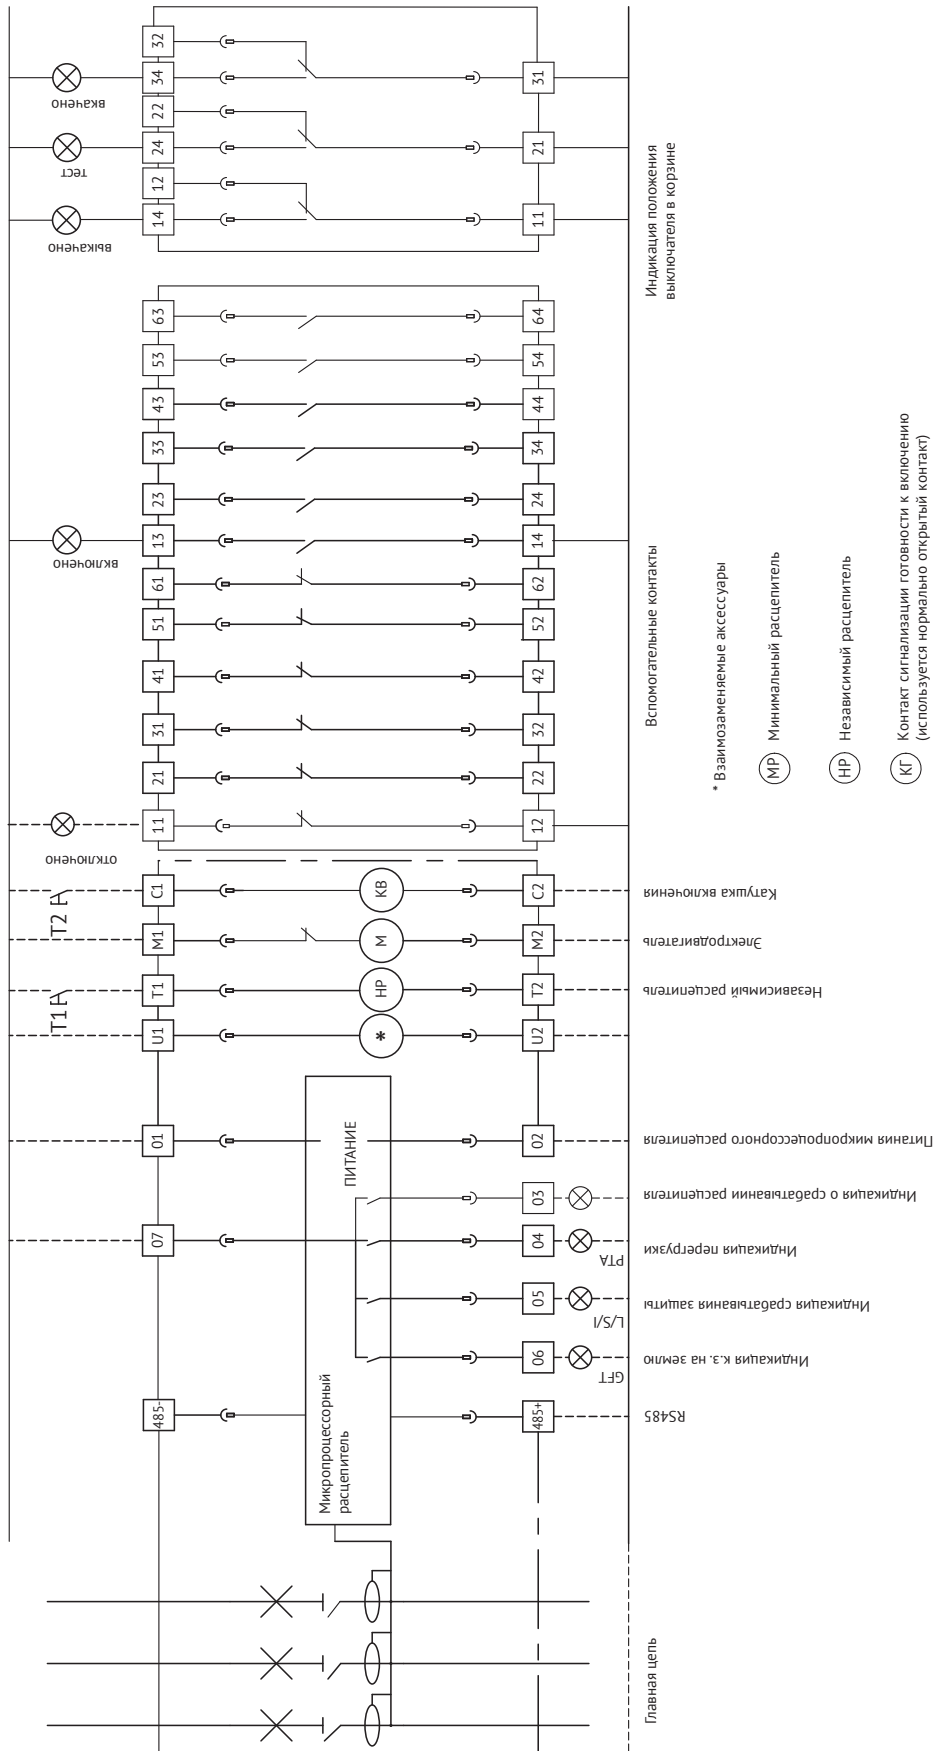 Главная цепь
485-
485+
RS485
Микропроцессорный
расцепитель
ПИТАНИЕ
06
GFT
Индикация к.з. на землю
05
L/S/I
Индикация срабатывания защиты
07
04
PTA
Индикация перегрузки
03
Индикация о срабатывании расцепителя
01
02
Питания микропроцессорного расцепителя
U1
*
U2
T1
T1
НР
T2
Независимый расцепитель
M1
М
M2
Электродвигатель
T2
C1
КВ
C2
Катушка включения
отключено
11
12
21
22
31
32
41
42
51
52
61
62
включено
13
14
23
24
33
34
43
44
53
54
63
64
Вспомогательные контакты
выкачено
14
12
11
тест
24
22
21
вкачено
34
32
31
Индикация положения
выключателя в корзине
* Взаимозаменяемые аксессуары
МР
Минимальный расцепитель
НР
Независимый расцепитель
КГ
Контакт сигнализации готовности к включению
(используется нормально открытый контакт)